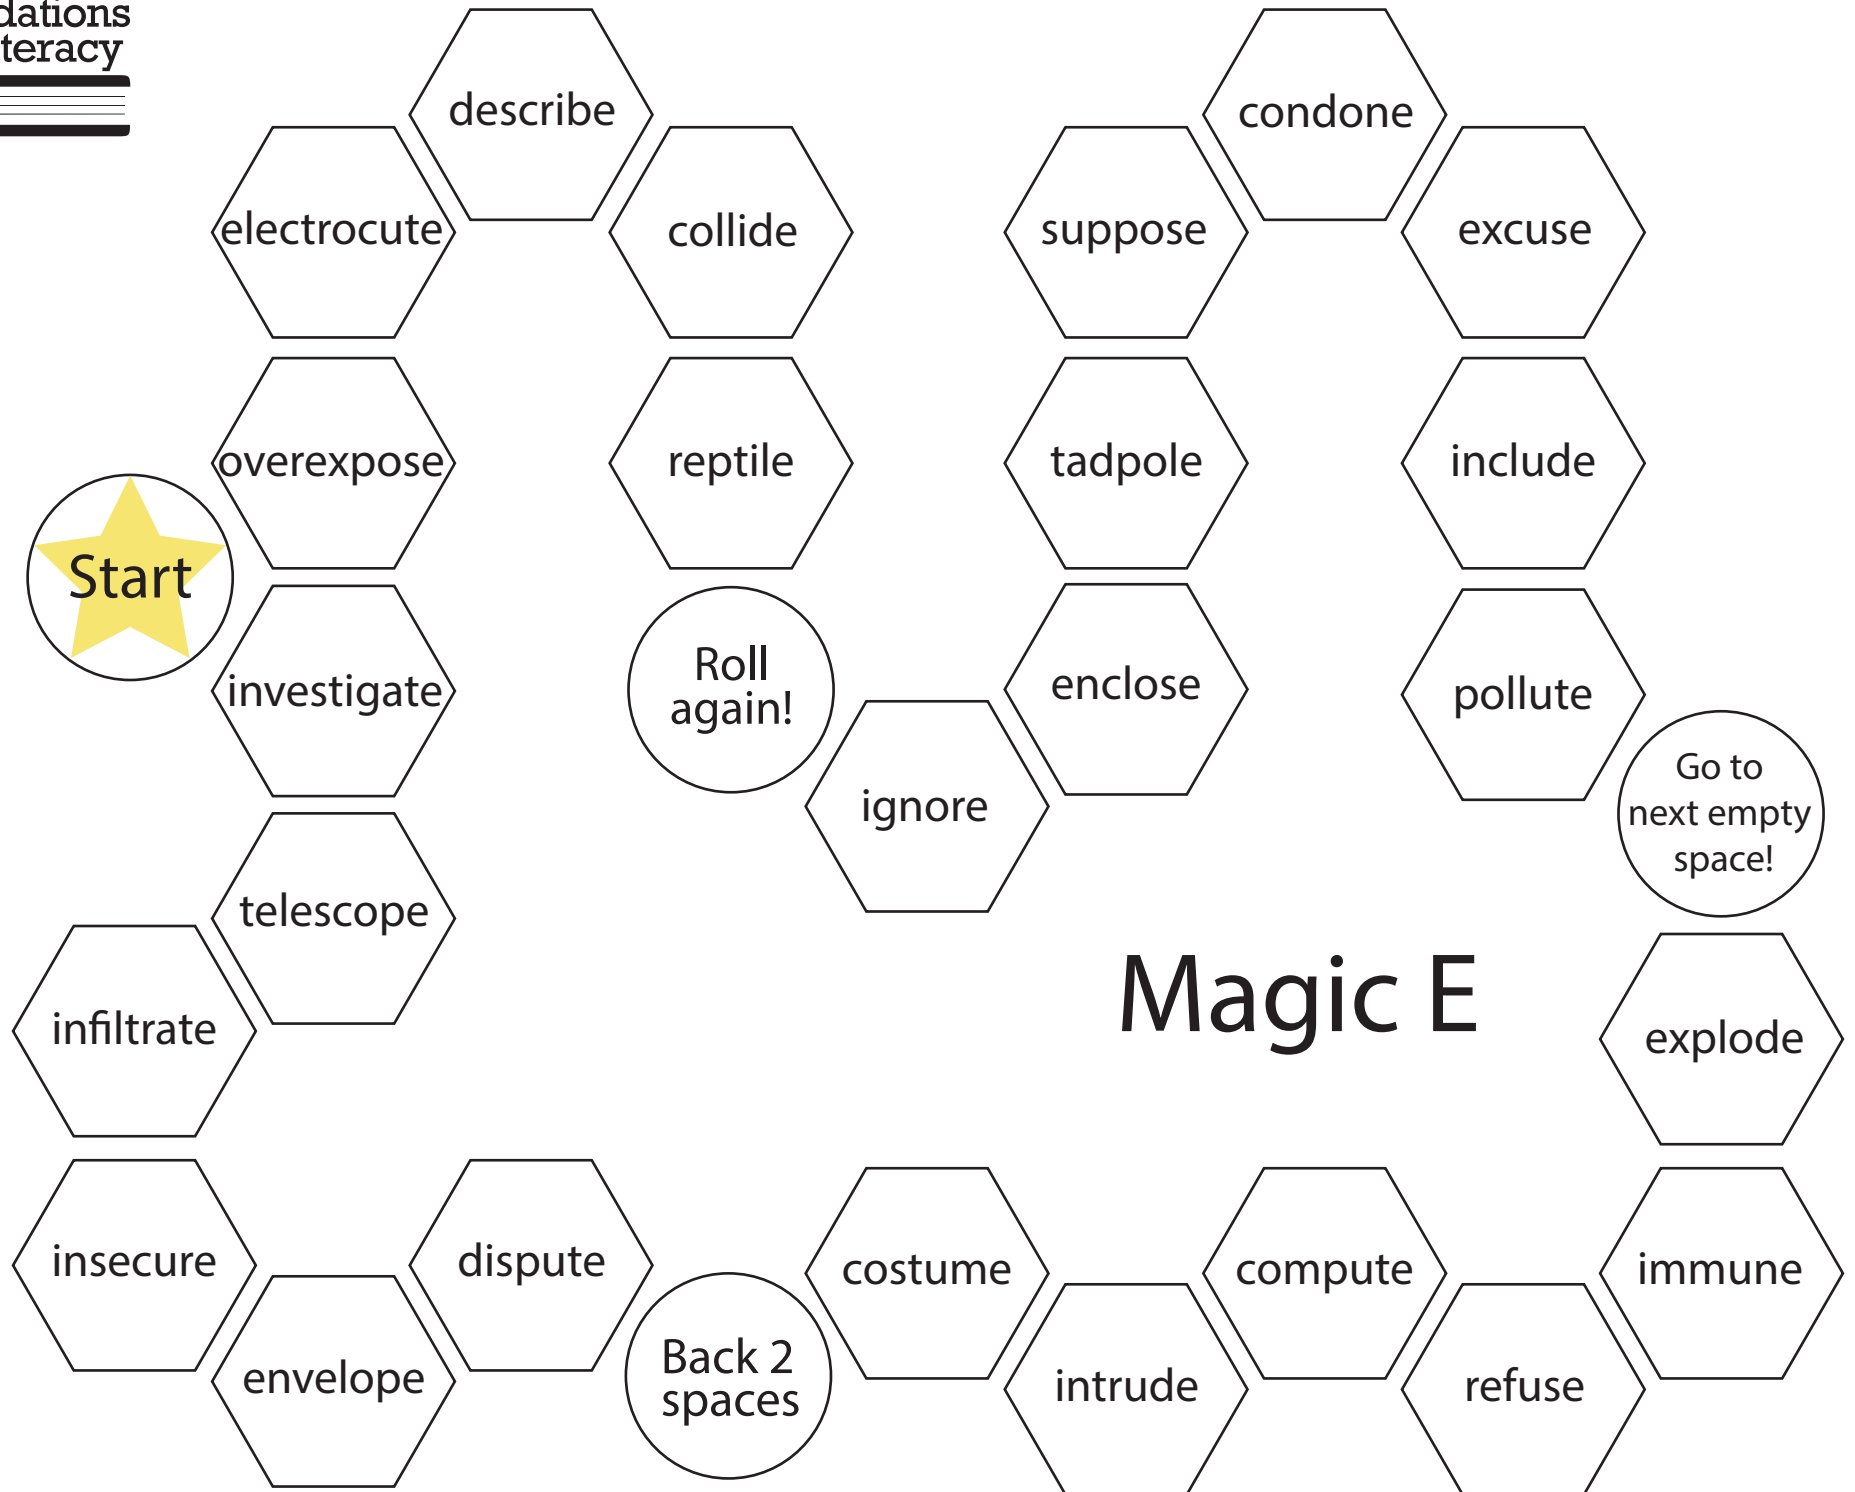 teracy
describe
condone
electrocute
collide
suppose
excuse
overexpose
reptile
tadpole
include
Start
investigate
Roll
again!
enclose
pollute
ignore
Go to
next empty
space!
telescope
Magic E
infiltrate
explode
insecure
dispute
costume
compute
immune
envelope
Back 2
spaces
intrude
refuse